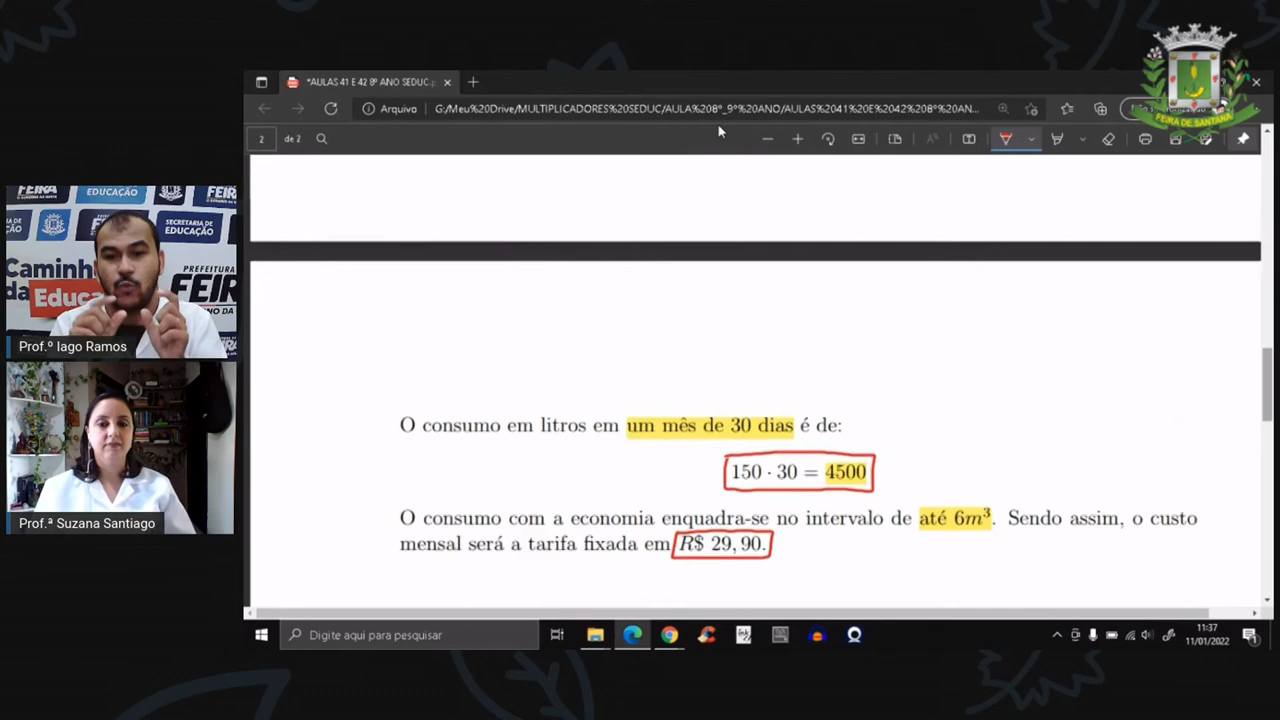 FEIRA DE SANTANA
*AULAS 41 E 42 8º ANO SEDUC.p
Arquivo
G:/Meu%20Drive/MULTIPLICADORES%20SEDUC/AULA%208º_9º%20ANO/AULAS%2041%20E%2042%208º%20AN...
2
de 2
FEIRA
EDUCAÇÃO
SECRETARIA DE
EDUCAÇÃO
Caminh
da
Educa
PREFEITURA
FEIR
Prof.º Iago Ramos
Prof.ª Suzana Santiago
O consumo em litros em um mês de 30 dias é de:
150 · 30 = 4500
O consumo com a economia enquadra-se no intervalo de até 6m³. Sendo assim, o custo
mensal será a tarifa fixada em R$ 29, 90.
Digite aqui para pesquisar
11:37
11/01/2022